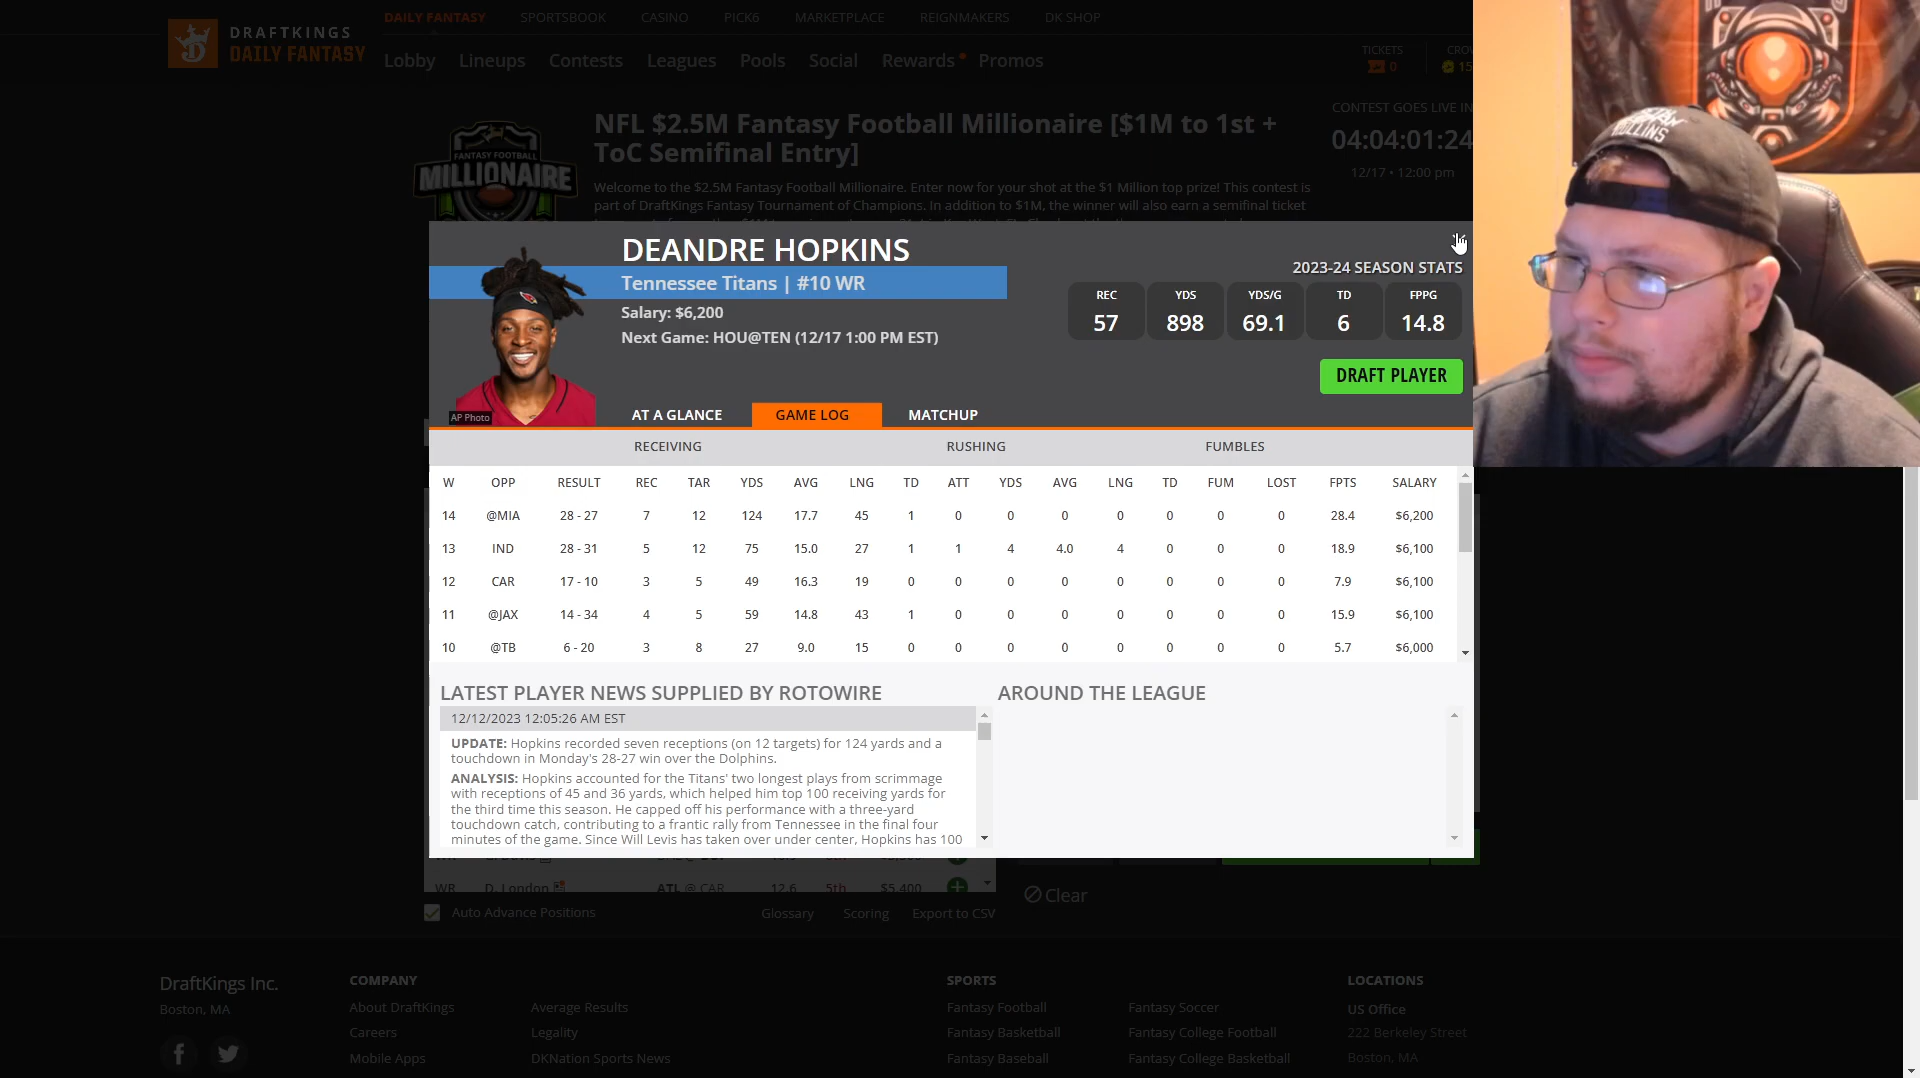 DRAFTKINGS
DAILY FANTASY
DAILY FANTASY SPORTSBOOK CASINO PICK6 MARKETPLACE REIGNMAKERS DK SHOP
Lobby Lineups Contests Leagues Pools Social Rewards Promos
TICKETS
0
15
FANTASY FOOTBALL
MILLIONAIRE
NFL $2.5M Fantasy Football Millionaire [$1M to 1st +
ToC Semifinal Entry]
Welcome to the $2.5M Fantasy Football Millionaire. Enter now for your shot at the $1 Million top prize! This contest is
part of DraftKings Fantasy Tournament of Champions. In addition to $1M, the winner will also earn a semifinal ticket
CONTEST GOES LIVE IN
04:04:01:24
12/17 • 12:00 pm
DEANDRE HOPKINS
Tennessee Titans | #10 WR
Salary: $6,200
Next Game: HOU@TEN (12/17 1:00 PM EST)
AP Photo
2023-24 SEASON STATS
REC YDS YDS/G TD FPPG
57 898 69.1 6 14.8
DRAFT PLAYER
AT A GLANCE GAME LOG MATCHUP
RECEIVING RUSHING FUMBLES
W OPP RESULT REC TAR YDS AVG LNG TD ATT YDS AVG LNG TD FUM LOST FPTS SALARY
14 @MIA 28 - 27 7 12 124 17.7 45 1 0 0 0 0 0 0 0 28.4 $6,200
13 IND 28 - 31 5 12 75 15.0 27 1 1 4 4.0 4 0 0 0 18.9 $6,100
12 CAR 17 - 10 3 5 49 16.3 19 0 0 0 0 0 0 0 0 7.9 $6,100
11 @JAX 14 - 34 4 5 59 14.8 43 1 0 0 0 0 0 0 0 15.9 $6,100
10 @TB 6 - 20 3 8 27 9.0 15 0 0 0 0 0 0 0 0 5.7 $6,000
LATEST PLAYER NEWS SUPPLIED BY ROTOWIRE
12/12/2023 12:05:26 AM EST
UPDATE: Hopkins recorded seven receptions (on 12 targets) for 124 yards and a
touchdown in Monday's 28-27 win over the Dolphins.
ANALYSIS: Hopkins accounted for the Titans' two longest plays from scrimmage
with receptions of 45 and 36 yards, which helped him top 100 receiving yards for
the third time this season. He capped off his performance with a three-yard
touchdown catch, contributing to a frantic rally from Tennessee in the final four
minutes of the game. Since Will Levis has taken over under center, Hopkins has 100
AROUND THE LEAGUE
WR D. London ATL @ CAR 12.6 5th $5,400
Clear
Auto Advance Positions
Glossary Scoring Export to CSV
DraftKings Inc.
Boston, MA
COMPANY
About DraftKings
Careers
Mobile Apps
Average Results
Legality
DKNation Sports News
SPORTS
Fantasy Football
Fantasy Basketball
Fantasy Baseball
Fantasy Soccer
Fantasy College Football
Fantasy College Basketball
LOCATIONS
US Office
222 Berkeley Street
Boston, MA